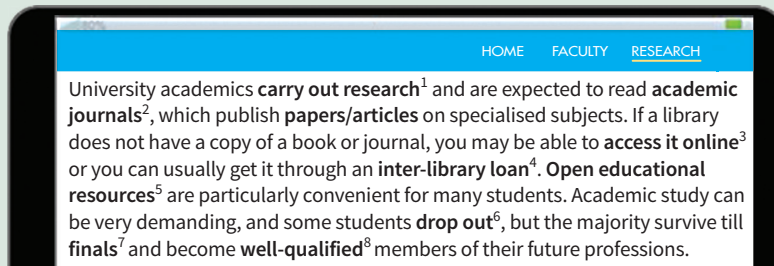 80%
HOME FACULTY RESEARCH
University academics carry out research1 and are expected to read academic
journals2, which publish papers/articles on specialised subjects. If a library
does not have a copy of a book or journal, you may be able to access it online3
or you can usually get it through an inter-library loan4. Open educational
resources5 are particularly convenient for many students. Academic study can
be very demanding, and some students drop out6, but the majority survive till
finals7 and become well-qualified8 members of their future professions.